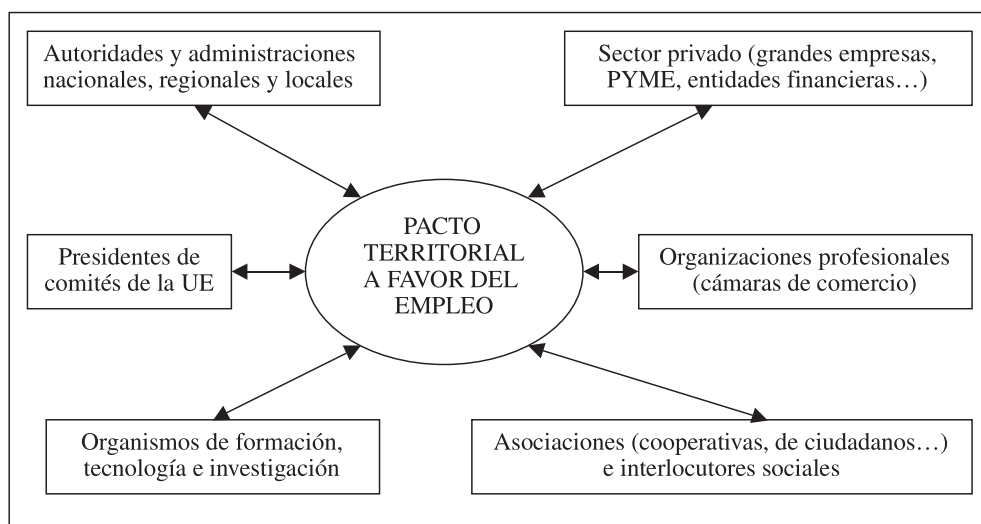 Autoridades y administraciones
nacionales, regionales y locales
Sector privado (grandes empresas,
PYME, entidades financieras…)
PACTO
TERRITORIAL
A FAVOR DEL
EMPLEO
Presidentes de
comités de la UE
Organizaciones profesionales
(cámaras de comercio)
Organismos de formación,
tecnología e investigación
Asociaciones (cooperativas, de ciudadanos…)
e interlocutores sociales